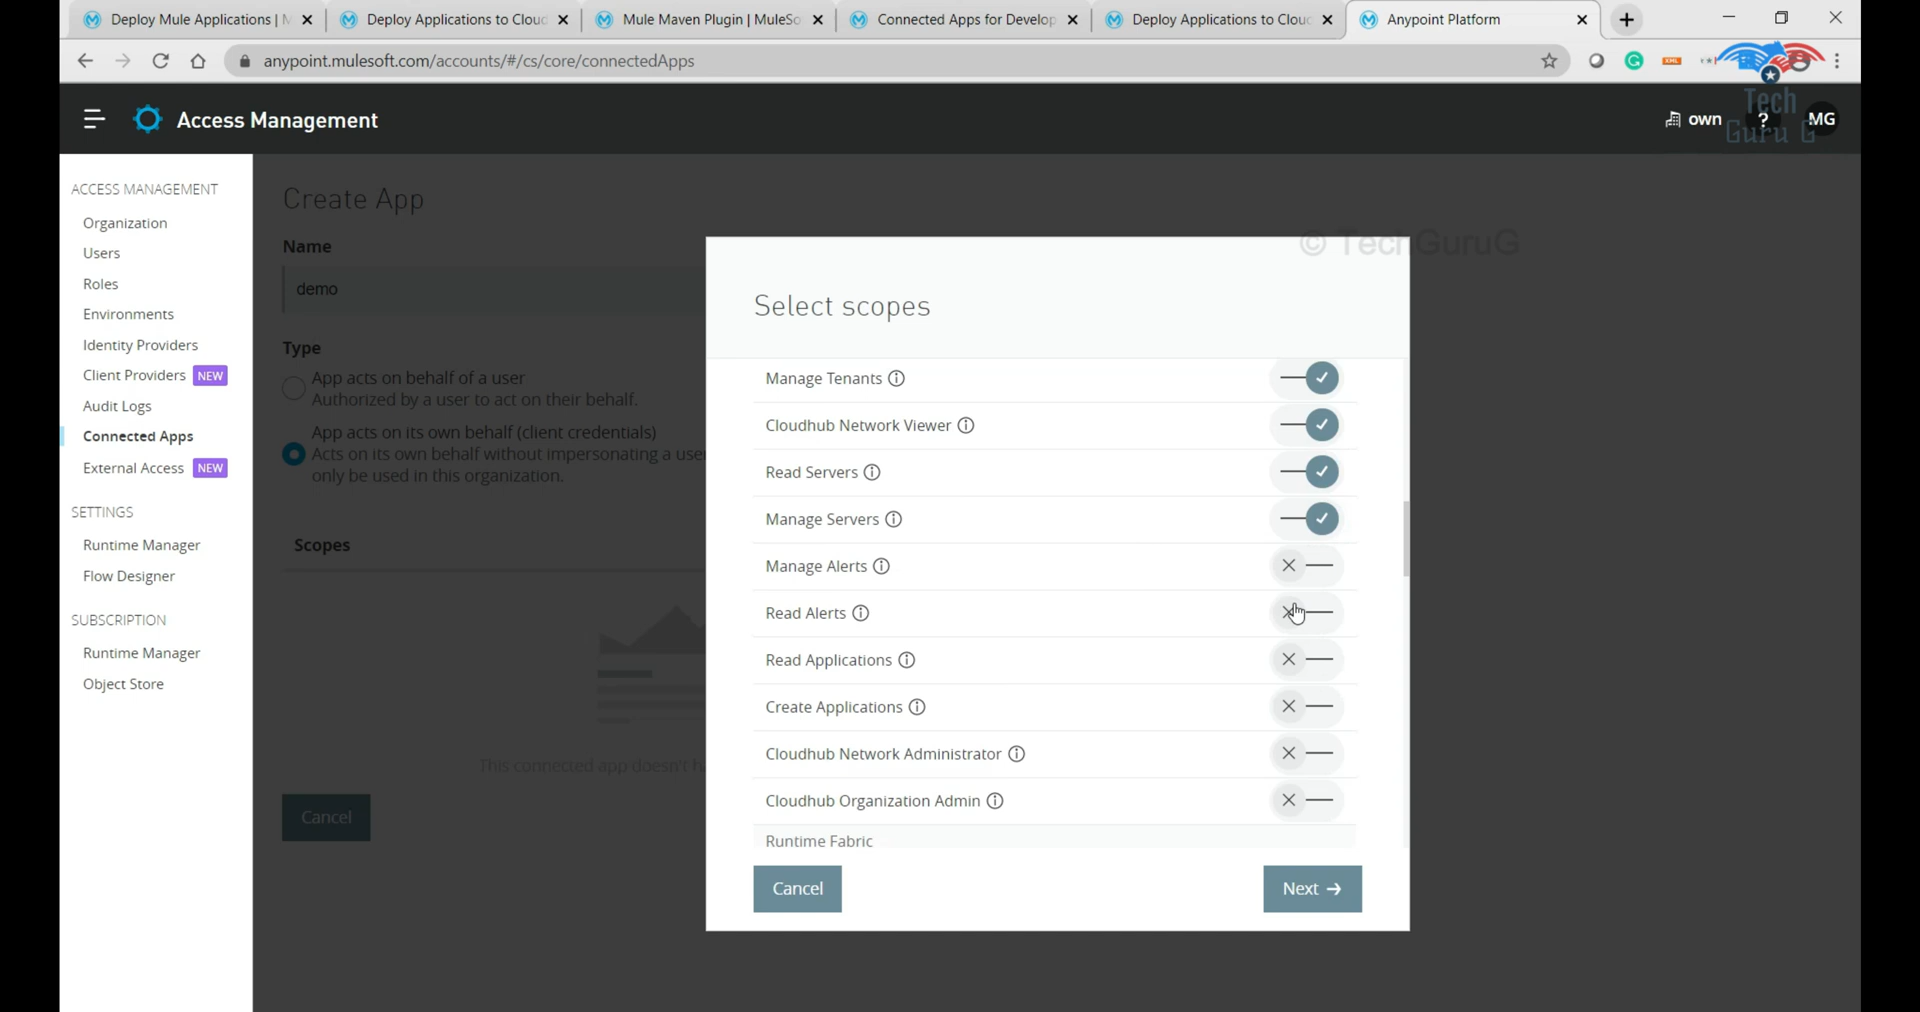 Deploy Mule Applications | M
Deploy Applications to Cloud
Mule Maven Plugin | MuleSo
Connected Apps for Develop
Deploy Applications to Clou
Anypoint Platform
anypoint.mulesoft.com/accounts/#/cs/core/connectedApps
Access Management
own
?
MG
Tech
Guru G
© TechGuruG
ACCESS MANAGEMENT
Organization
Users
Roles
Environments
Identity Providers
Client Providers NEW
Audit Logs
Connected Apps
External Access NEW
SETTINGS
Runtime Manager
Flow Designer
SUBSCRIPTION
Runtime Manager
Object Store
Create App
Name
demo
Type
App acts on behalf of a user
Authorized by a user to act on their behalf.
App acts on its own behalf (client credentials)
Acts on its own behalf without impersonating a use
only be used in this organization.
Scopes
This connected app doesn't h
Cancel
Select scopes
Manage Tenants
Cloudhub Network Viewer
Read Servers
Manage Servers
Manage Alerts
Read Alerts
Read Applications
Create Applications
Cloudhub Network Administrator
Cloudhub Organization Admin
Runtime Fabric
Cancel
Next →